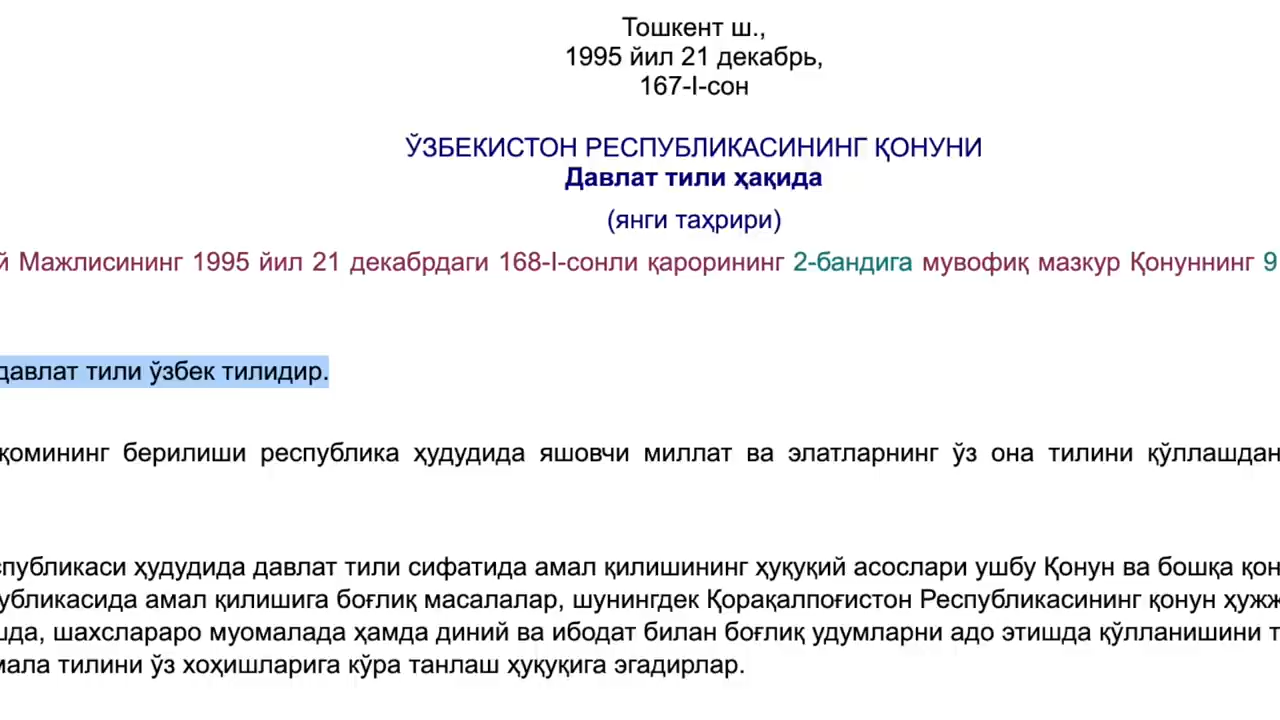 Тошкент ш.,
1995 йил 21 декабрь,
167-I-сон
ЎЗБЕКИСТОН РЕСПУБЛИКАСИНИНГ ҚОНУНИ
Давлат тили ҳақида
(янги таҳрири)
й Мажлисининг 1995 йил 21 декабрдаги 168-I-сонли қарорининг 2-бандига мувофиқ мазкур Қонуннинг 9
давлат тили ўзбек тилидир.
қомининг берилиши республика ҳудудида яшовчи миллат ва элатларнинг ўз она тилини қўллашдан
спубликаси ҳудудида давлат тили сифатида амал қилишининг ҳуқуқий асослари ушбу Қонун ва бошқа қон
убликасида амал қилишига боғлиқ масалалар, шунингдек Қорақалпоғистон Республикасининг қонун ҳужж
шда, шахслараро муомалада ҳамда диний ва ибодат билан боғлиқ удумларни адо этишда қўлланишини т
мала тилини ўз хоҳишларига кўра танлаш ҳуқуқига эгадирлар.